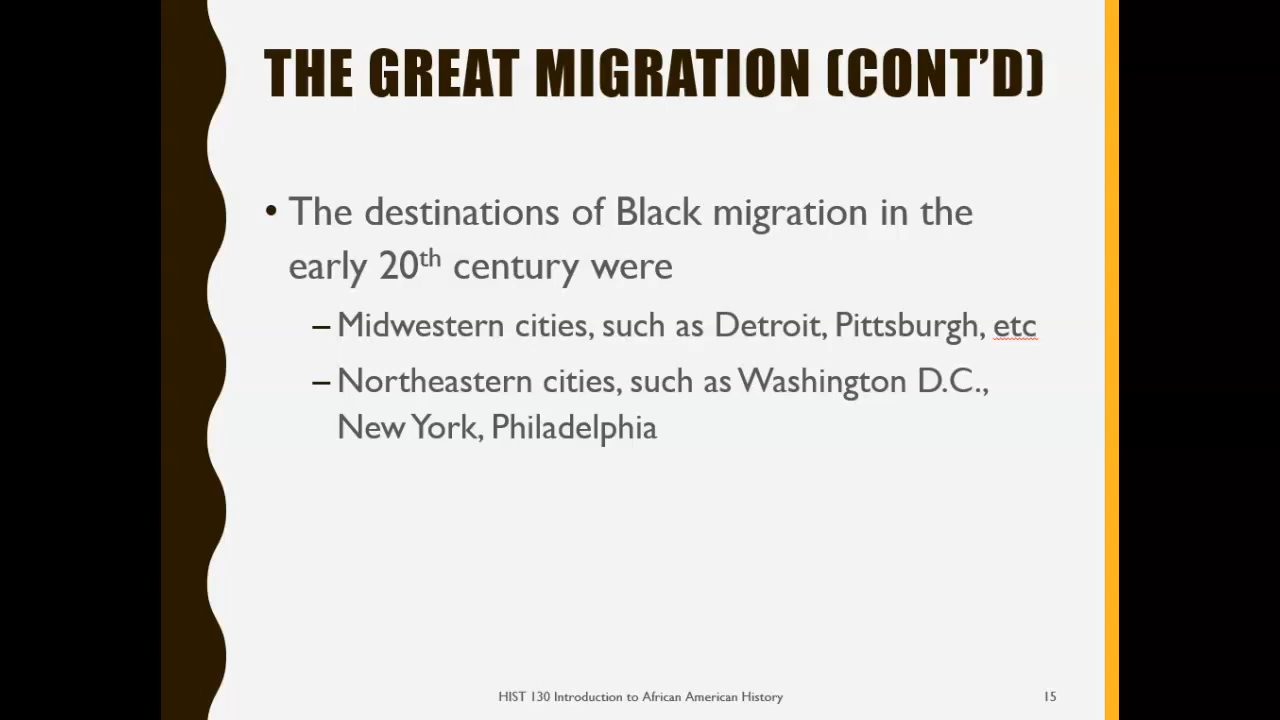 THE GREAT MIGRATION (CONT’D)
• The destinations of Black migration in the
early 20th century were
– Midwestern cities, such as Detroit, Pittsburgh, etc
– Northeastern cities, such as Washington D.C.,
New York, Philadelphia
HIST 130 Introduction to African American History 15